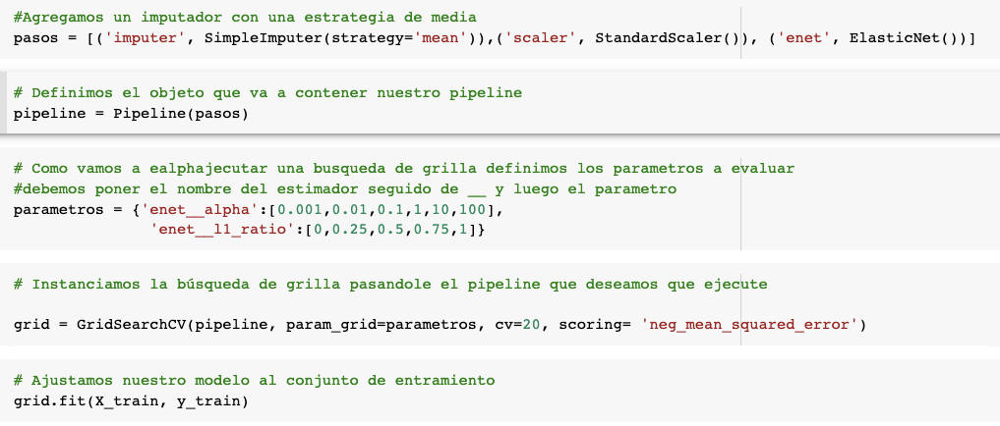 #Agregamos un imputador con una estrategia de media
pasos = [('imputer', SimpleImputer(strategy='mean')),('scaler', StandardScaler()), ('enet', ElasticNet())]
# Definimos el objeto que va a contener nuestro pipeline
pipeline = Pipeline(pasos)
# Como vamos a ealphajecutar una busqueda de grilla definimos los parametros a evaluar
#debemos poner el nombre del estimador seguido de __ y luego el parametro
parametros = {'enet__alpha':[0.001,0.01,0.1,1,10,100],
'enet__l1_ratio':[0,0.25,0.5,0.75,1]}
# Instanciamos la búsqueda de grilla pasandole el pipeline que deseamos que ejecute
grid = GridSearchCV(pipeline, param_grid=parametros, cv=20, scoring= 'neg_mean_squared_error')
# Ajustamos nuestro modelo al conjunto de entramiento
grid.fit(X_train, y_train)